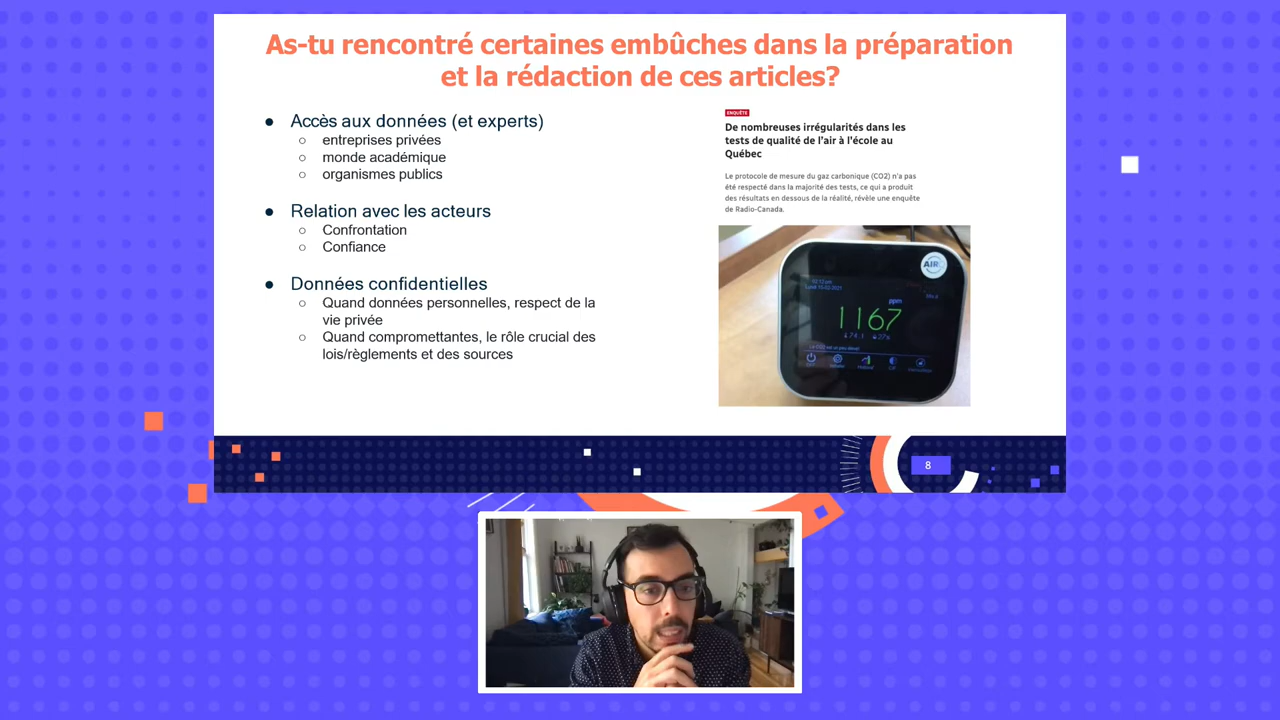 As-tu rencontré certaines embûches dans la préparation
et la rédaction de ces articles?
● Accès aux données (et experts)
○ entreprises privées
○ monde académique
○ organismes publics
● Relation avec les acteurs
○ Confrontation
○ Confiance
● Données confidentielles
○ Quand données personnelles, respect de la
vie privée
○ Quand compromettantes, le rôle crucial des
lois/règlements et des sources
ENQUÊTE
De nombreuses irrégularités dans les
tests de qualité de l'air à l'école au
Québec
Le protocole de mesure du gaz carbonique (CO2) n'a pas
été respecté dans la majorité des tests, ce qui a produit
des résultats en dessous de la réalité, révèle une enquête
de Radio-Canada.
AIR
ppm
1167
8